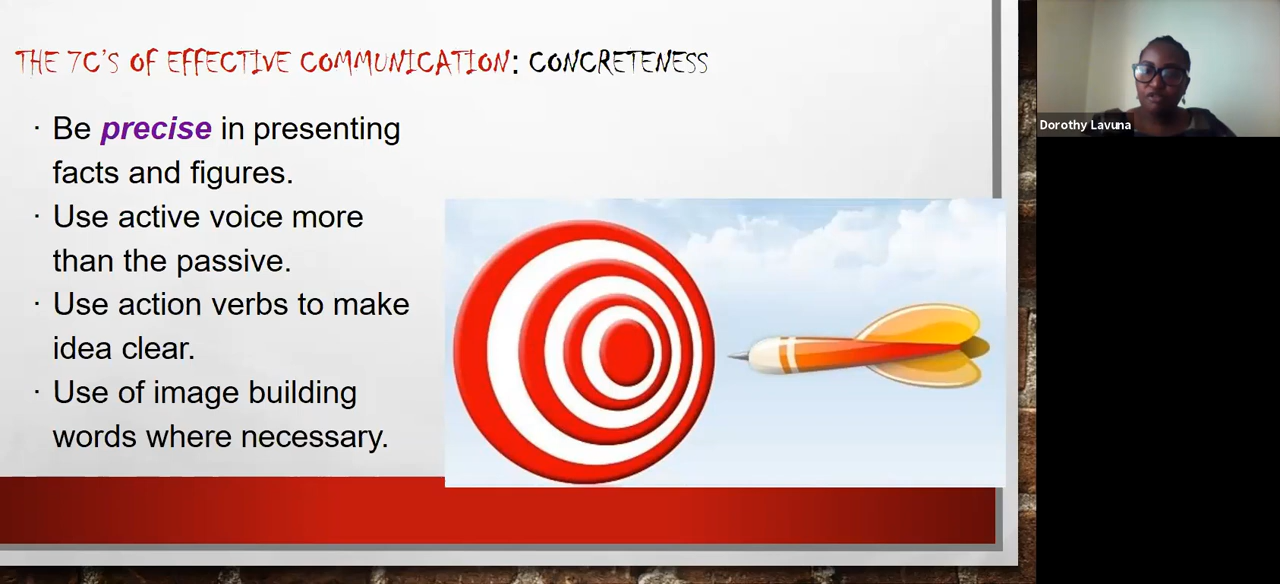 THE 7C'S OF EFFECTIVE COMMUNICATION: CONCRETENESS
· Be precise in presenting
facts and figures.
· Use active voice more
than the passive.
· Use action verbs to make
idea clear.
· Use of image building
words where necessary.
Dorothy Lavuna